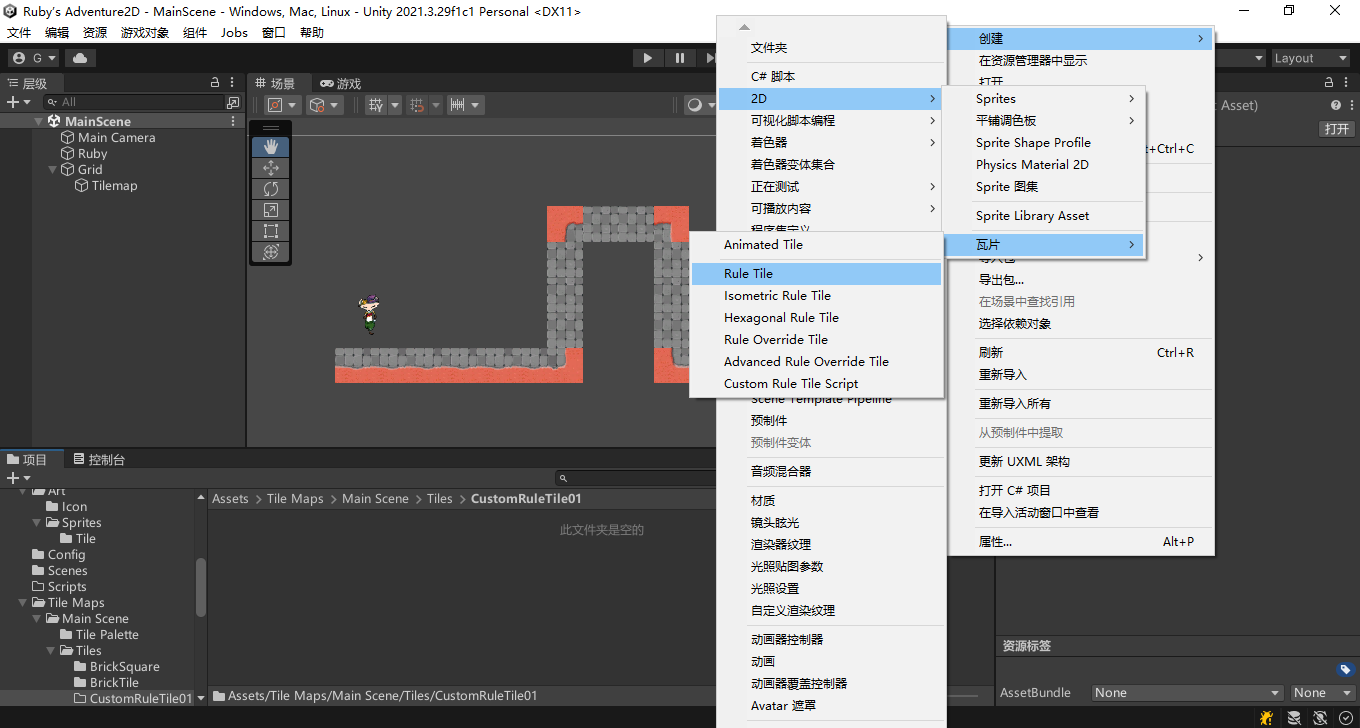 Ruby's Adventure2D - MainScene - Windows, Mac, Linux - Unity 2021.3.29f1c1 Personal <DX11>
文件 编辑 资源 游戏对象 组件 Jobs 窗口 帮助
G
Layout
层级
All
MainScene
Main Camera
Ruby
Grid
Tilemap
场景 游戏
文件夹
C# 脚本
2D
可视化脚本编程
着色器
着色器变体集合
正在测试
可播放内容
程序集定义
Scene Template Pipeline
预制件
预制件变体
音频混合器
材质
镜头眩光
渲染器纹理
光照贴图参数
光照设置
自定义渲染纹理
动画器控制器
动画
动画器覆盖控制器
Avatar 遮罩
创建
在资源管理器中显示
打开
t+Ctrl+C
导入包
导出包...
在场景中查找引用
选择依赖对象
刷新 Ctrl+R
重新导入
重新导入所有
从预制件中提取
更新 UXML 架构
打开 C# 项目
在导入活动窗口中查看
属性... Alt+P
Sprites
平铺调色板
Sprite Shape Profile
Physics Material 2D
Sprite 图集
Sprite Library Asset
瓦片
Animated Tile
Rule Tile
Isometric Rule Tile
Hexagonal Rule Tile
Rule Override Tile
Advanced Rule Override Tile
Custom Rule Tile Script
Asset)
打开
项目 控制台
Art
Icon
Sprites
Tile
Config
Scenes
Scripts
Tile Maps
Main Scene
Tile Palette
Tiles
BrickSquare
BrickTile
CustomRuleTile01
Assets > Tile Maps > Main Scene > Tiles > CustomRuleTile01
此文件夹是空的
Assets/Tile Maps/Main Scene/Tiles/CustomRuleTile01
资源标签
AssetBundle None None